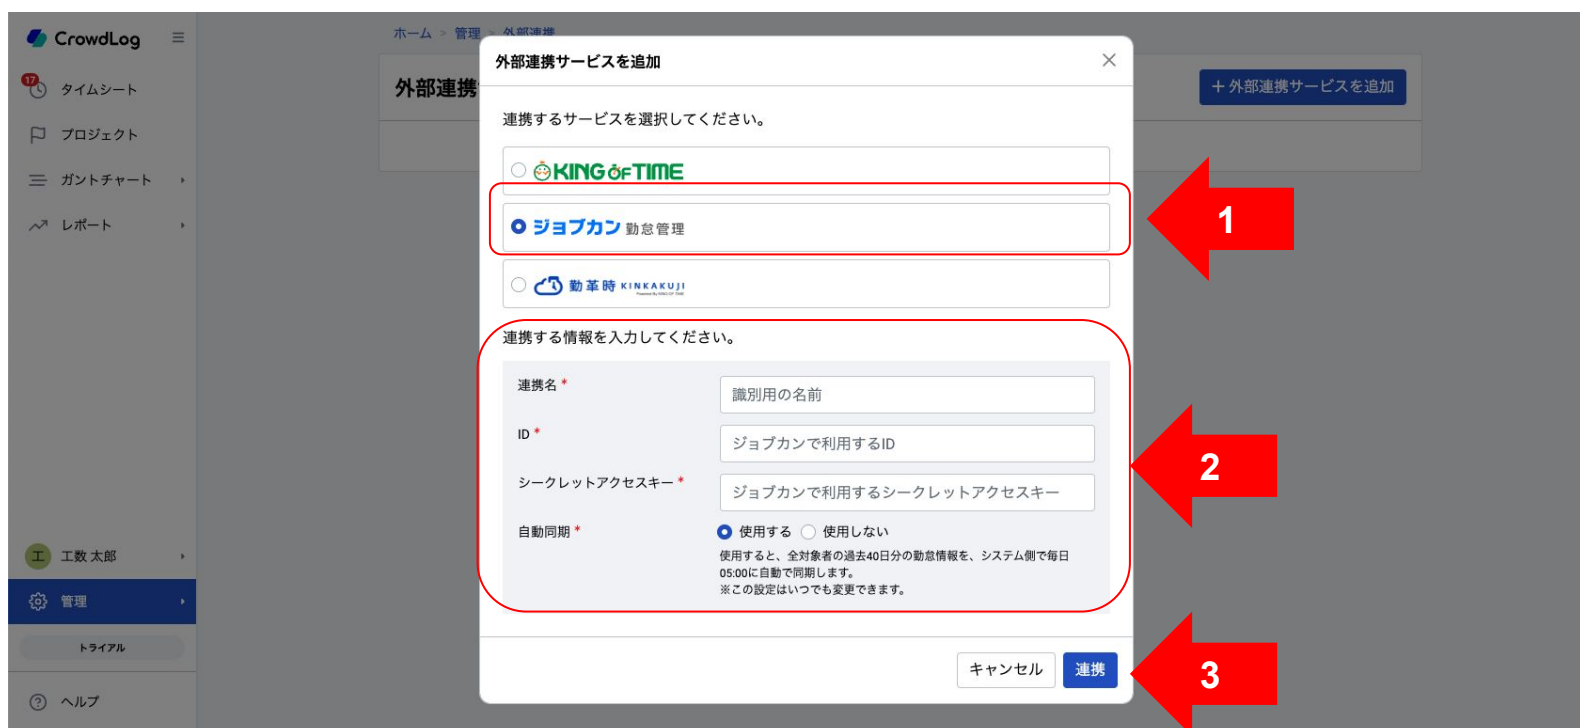 CrowdLog
17
タイムシート
プロジェクト
ガントチャート
レポート
工 工数 太郎
管理
トライアル
ヘルプ
ホーム > 管理 > 外部連携
外部連携
+ 外部連携サービスを追加
外部連携サービスを追加
連携するサービスを選択してください。
KING OF TIME
ジョブカン 勤怠管理
勤革時 KINKAKUJI
Powered By KING OF TIME
連携する情報を入力してください。
連携名 *
識別用の名前
ID *
ジョブカンで利用するID
シークレットアクセスキー *
ジョブカンで利用するシークレットアクセスキー
自動同期 *
使用する 使用しない
使用すると、全対象者の過去40日分の勤怠情報を、システム側で毎日
05:00に自動で同期します。
※この設定はいつでも変更できます。
キャンセル 連携
1
2
3